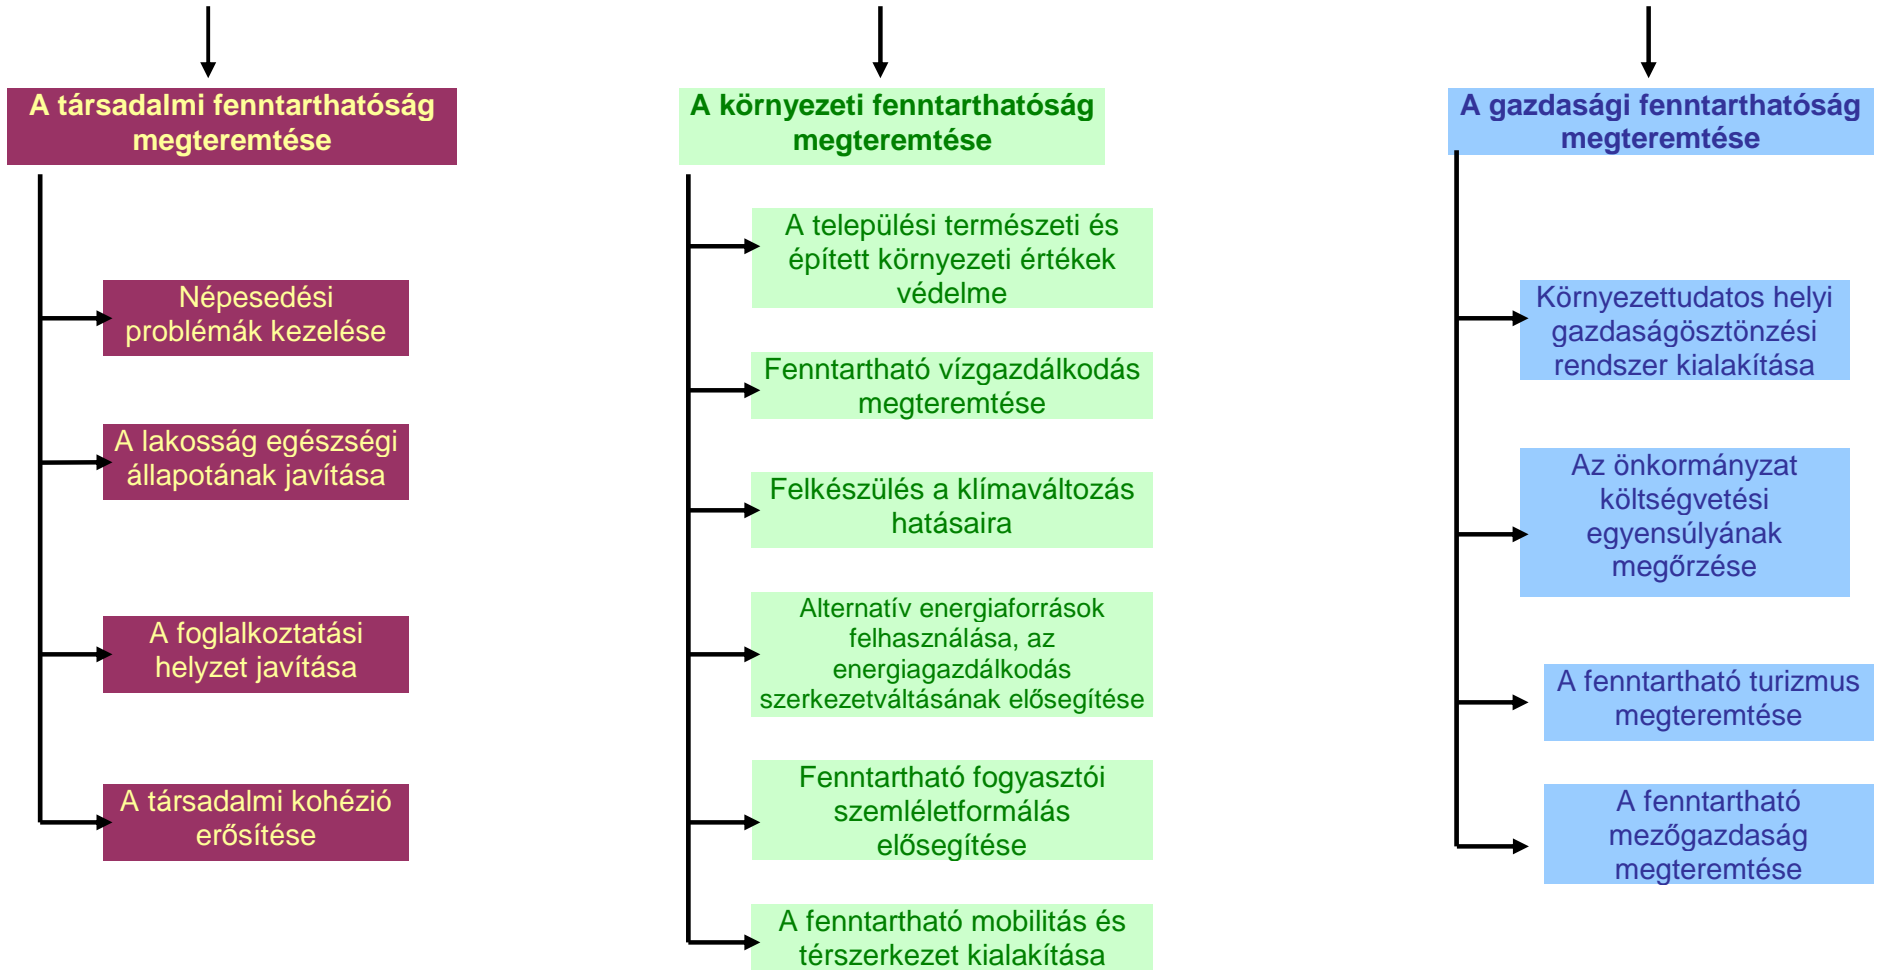 A társadalmi fenntarthatóság
megteremtése
Népesedési
problémák kezelése
A lakosság egészségi
állapotának javítása
A foglalkoztatási
helyzet javítása
A társadalmi kohézió
erősítése
A környezeti fenntarthatóság
megteremtése
A települési természeti és
épített környezeti értékek
védelme
Fenntartható vízgazdálkodás
megteremtése
Felkészülés a klímaváltozás
hatásaira
Alternatív energiaforrások
felhasználása, az
energiagazdálkodás
szerkezetváltásának elősegítése
Fenntartható fogyasztói
szemléletformálás
elősegítése
A fenntartható mobilitás és
térszerkezet kialakítása
A gazdasági fenntarthatóság
megteremtése
Környezettudatos helyi
gazdaságösztönzési
rendszer kialakítása
Az önkormányzat
költségvetési
egyensúlyának
megőrzése
A fenntartható turizmus
megteremtése
A fenntartható
mezőgazdaság
megteremtése